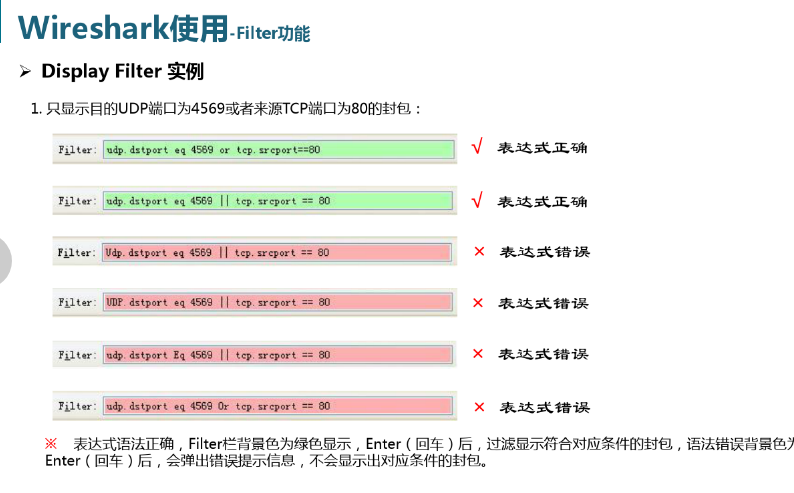 Wireshark使用-Filter功能
➢ Display Filter 实例
1. 只显示目的UDP端口为4569或者来源TCP端口为80的封包：
Filter: udp.dstport eq 4569 or tcp.srcport==80 √ 表达式正确
Filter: udp.dstport eq 4569 || tcp.srcport == 80 √ 表达式正确
Filter: Udp.dstport eq 4569 || tcp.srcport == 80 × 表达式错误
Filter: UDP.dstport eq 4569 || tcp.srcport == 80 × 表达式错误
Filter: udp.dstport Eq 4569 || tcp.srcport == 80 × 表达式错误
Filter: udp.dstport eq 4569 Or tcp.srcport == 80 × 表达式错误
※ 表达式语法正确，Filter栏背景色为绿色显示，Enter（回车）后，过滤显示符合对应条件的封包，语法错误背景色为
Enter（回车）后，会弹出错误提示信息，不会显示出对应条件的封包。